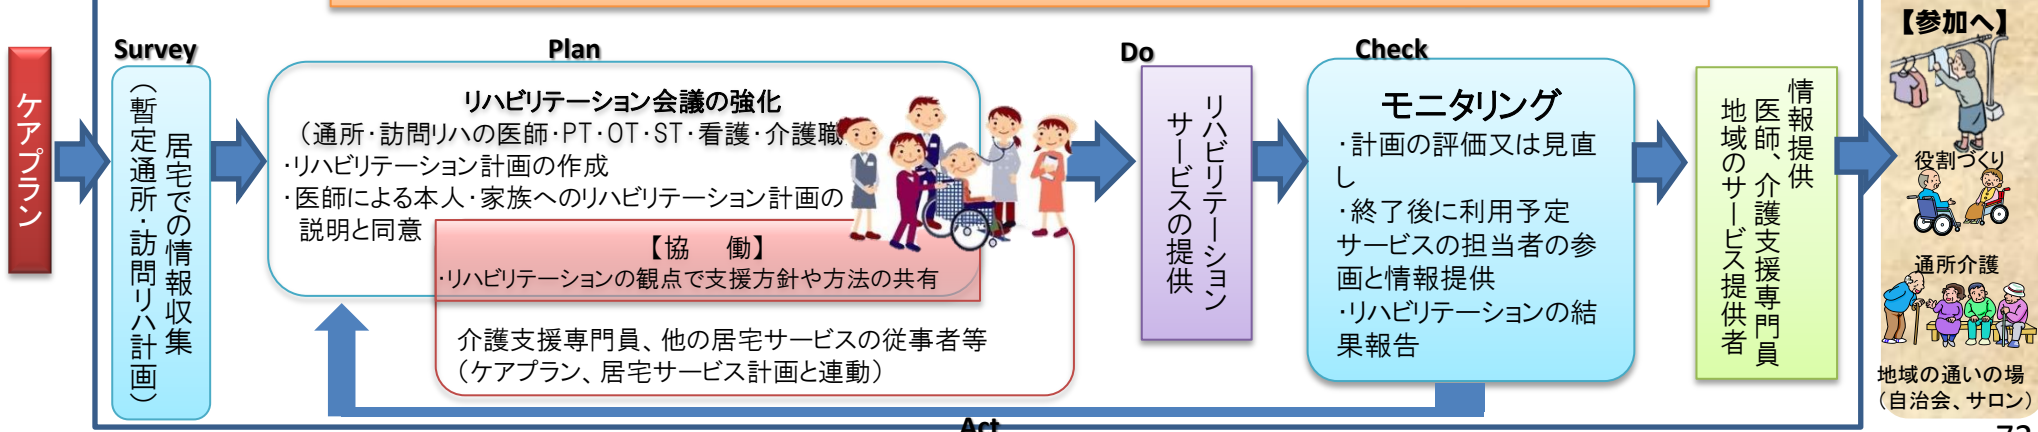 ケアプラン
Survey
居宅での情報収集
（暫定通所・訪問リハ計画）
Plan
リハビリテーション会議の強化
（通所・訪問リハの医師・PT・OT・ST・看護・介護職
・リハビリテーション計画の作成
・医師による本人・家族へのリハビリテーション計画の
説明と同意
【協　働】
・リハビリテーションの観点で支援方針や方法の共有
介護支援専門員、他の居宅サービスの従事者等
（ケアプラン、居宅サービス計画と連動）
Do
リハビリテーション
サービスの提供
Check
モニタリング
・計画の評価又は見直
し
・終了後に利用予定
サービスの担当者の参
画と情報提供
・リハビリテーションの結
果報告
Act
情報提供
医師、介護支援専門員
地域のサービス提供者
【参加へ】
役割づくり
通所介護
地域の通いの場
（自治会、サロン）